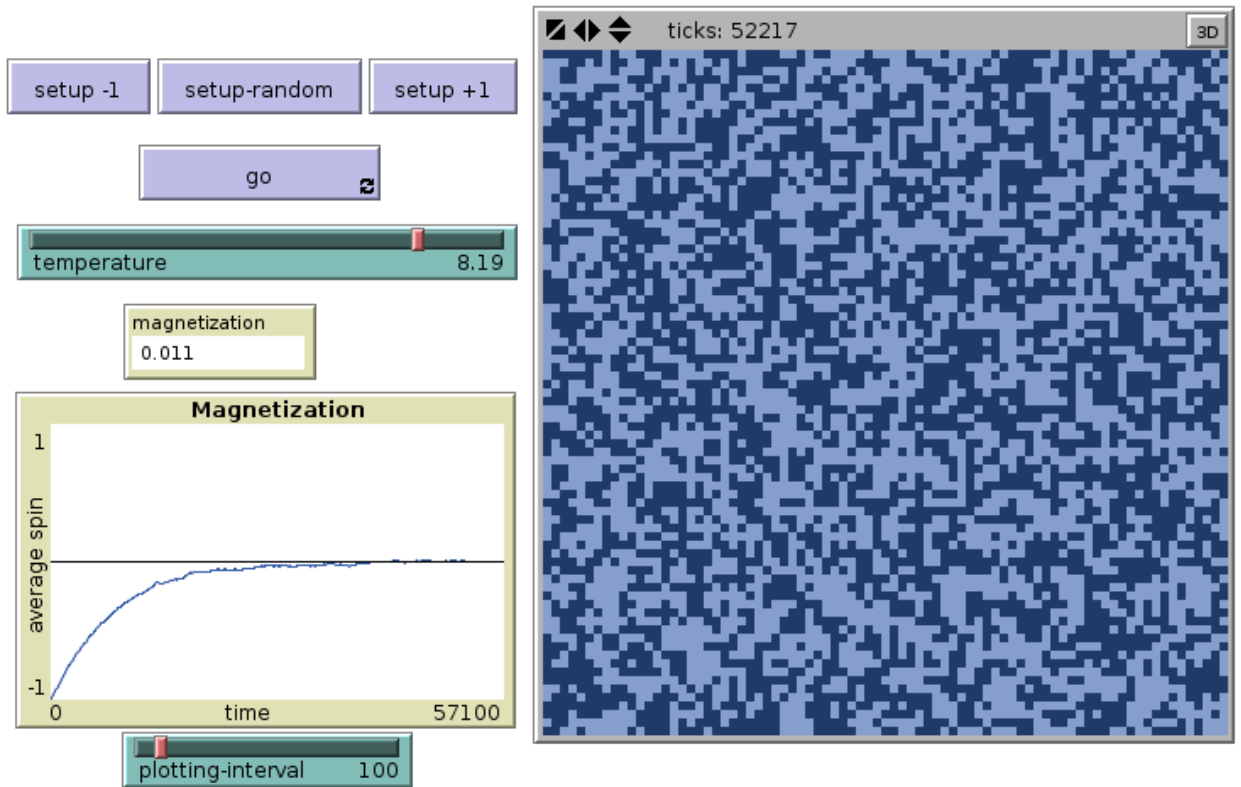 setup -1
setup-random
setup +1
go
temperature 8.19
magnetization
0.011
Magnetization
1
average spin
-1
0 time 57100
plotting-interval 100
ticks: 52217
3D